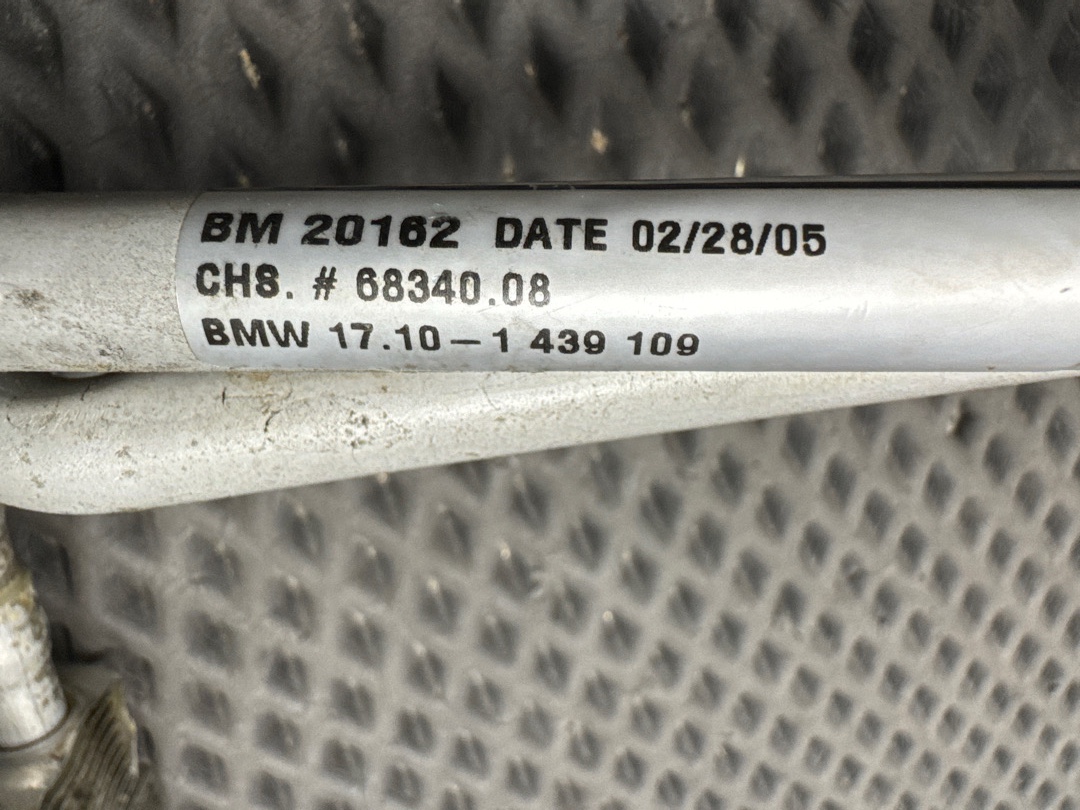 BM 20162 DATE 02/28/05
CHS. # 68340.08
BMW 17.10-1 439 109